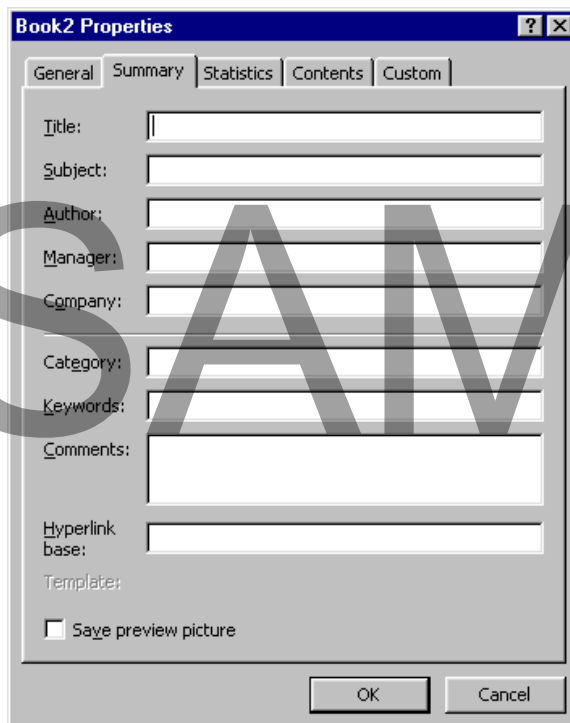 Book2 Properties
General Summary Statistics Contents Custom
Title:
Subject:
Author:
Manager:
Company:
Category:
Keywords:
Comments:
Hyperlink
base:
Template:
Save preview picture
OK Cancel
SAM